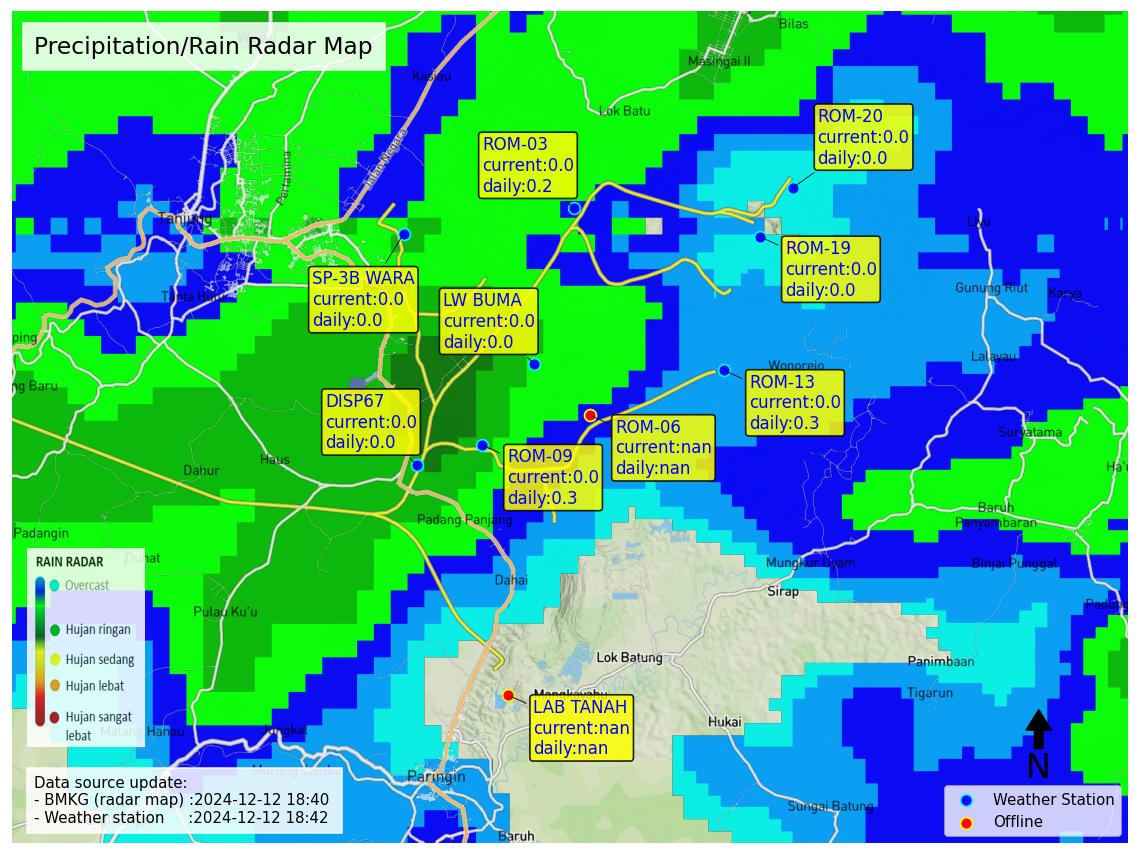 Precipitation/Rain Radar Map
Bilas
Masingai II
Kasiau
Lok Batu
Jalan Negara
Pertamina
Tanjung
Tanta Hulu
ROM-03
current:0.0
daily:0.2
ROM-20
current:0.0
daily:0.0
ROM-19
current:0.0
daily:0.0
SP-3B WARA
current:0.0
daily:0.0
LW BUMA
current:0.0
daily:0.0
Liyu
Gunung Riut
Karya
Lalayau
Wonorejo
ping
ng Baru
ROM-13
current:0.0
daily:0.3
DISP67
current:0.0
daily:0.0
ROM-06
current:nan
daily:nan
ROM-09
current:0.0
daily:0.3
Suryatama
Ha'u
Haus
Dahur
Baruh
Panyambaran
Padang Panjang
Padangin
Dahai
Mungkur Uyam
Binjai Punggal
Sirap
Padang
Pulau Ku'u
RAIN RADAR
Overcast
Hujan ringan
Hujan sedang
Hujan lebat
Hujan sangat
lebat
Lok Batung
Panimbaan
Tigarun
Mangkayahu
LAB TANAH
current:nan
daily:nan
Hukai
Matang Hanau
Jungkal
Murung Jambu
Paringin
Sungai Batung
Baruh
N
Data source update:
- BMKG (radar map) :2024-12-12 18:40
- Weather station :2024-12-12 18:42
Weather Station
Offline